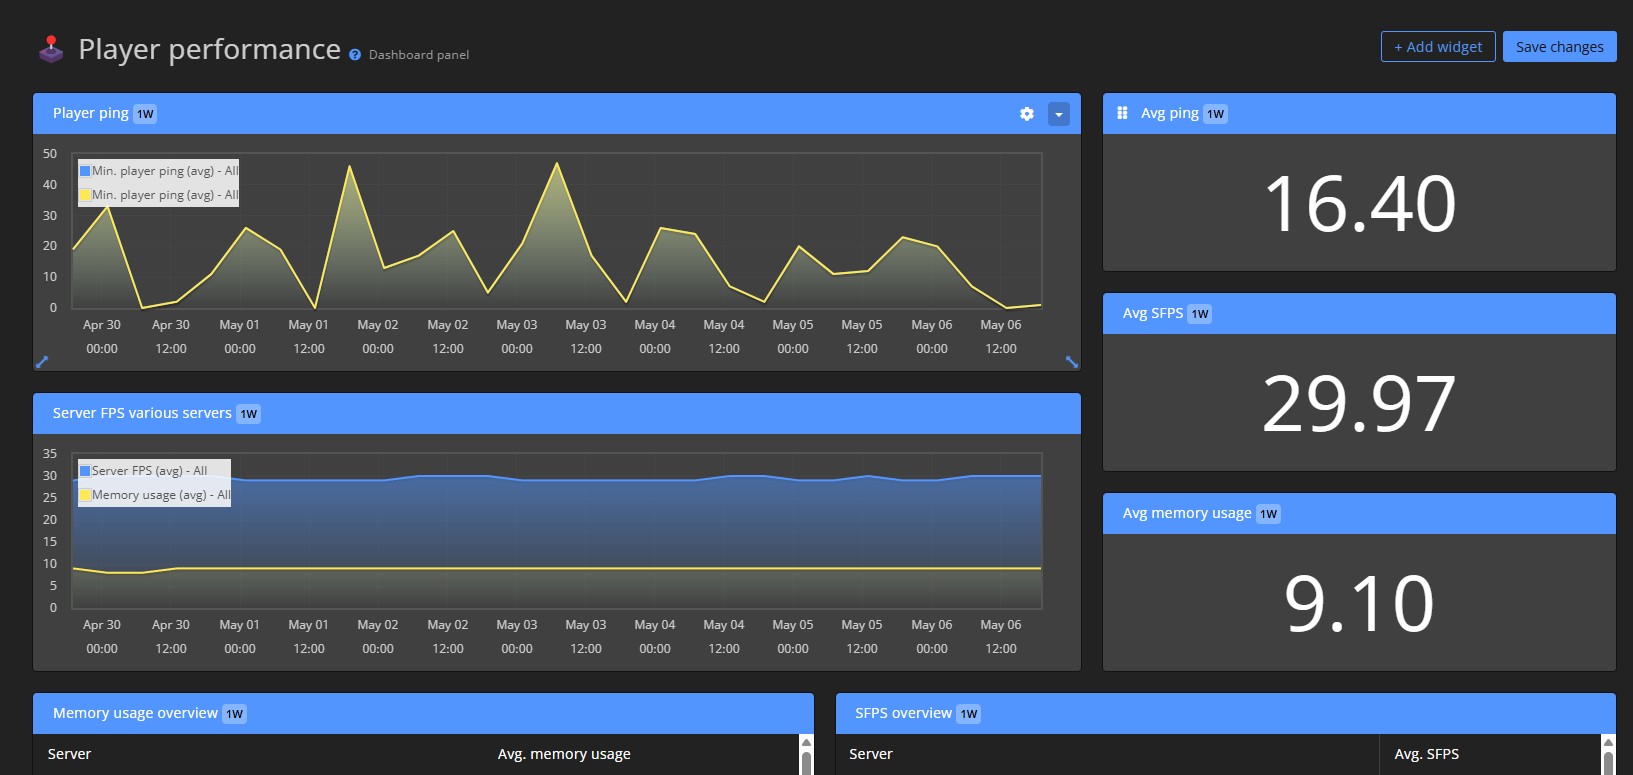 Player performance ? Dashboard panel
+ Add widget
Save changes
Player ping 1W
50
40
30
20
10
0
Min. player ping (avg) - All
Min. player ping (avg) - All
Apr 30 Apr 30 May 01 May 01 May 02 May 02 May 03 May 03 May 04 May 04 May 05 May 05 May 06 May 06
00:00 12:00 00:00 12:00 00:00 12:00 00:00 12:00 00:00 12:00 00:00 12:00 00:00 12:00
Avg ping 1W
16.40
Avg SFPS 1W
29.97
Server FPS various servers 1W
35
30
25
20
15
10
5
0
Server FPS (avg) - All
Memory usage (avg) - All
Apr 30 Apr 30 May 01 May 01 May 02 May 02 May 03 May 03 May 04 May 04 May 05 May 05 May 06 May 06
00:00 12:00 00:00 12:00 00:00 12:00 00:00 12:00 00:00 12:00 00:00 12:00 00:00 12:00
Avg memory usage 1W
9.10
Memory usage overview 1W
Server Avg. memory usage
SFPS overview 1W
Server Avg. SFPS